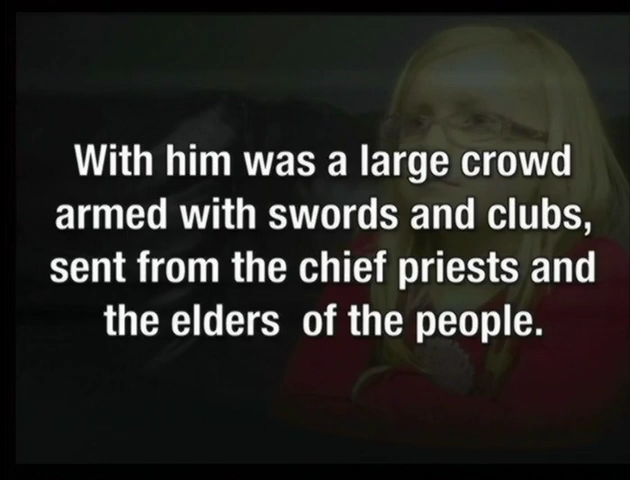 With him was a large crowd
armed with swords and clubs,
sent from the chief priests and
the elders  of the people.